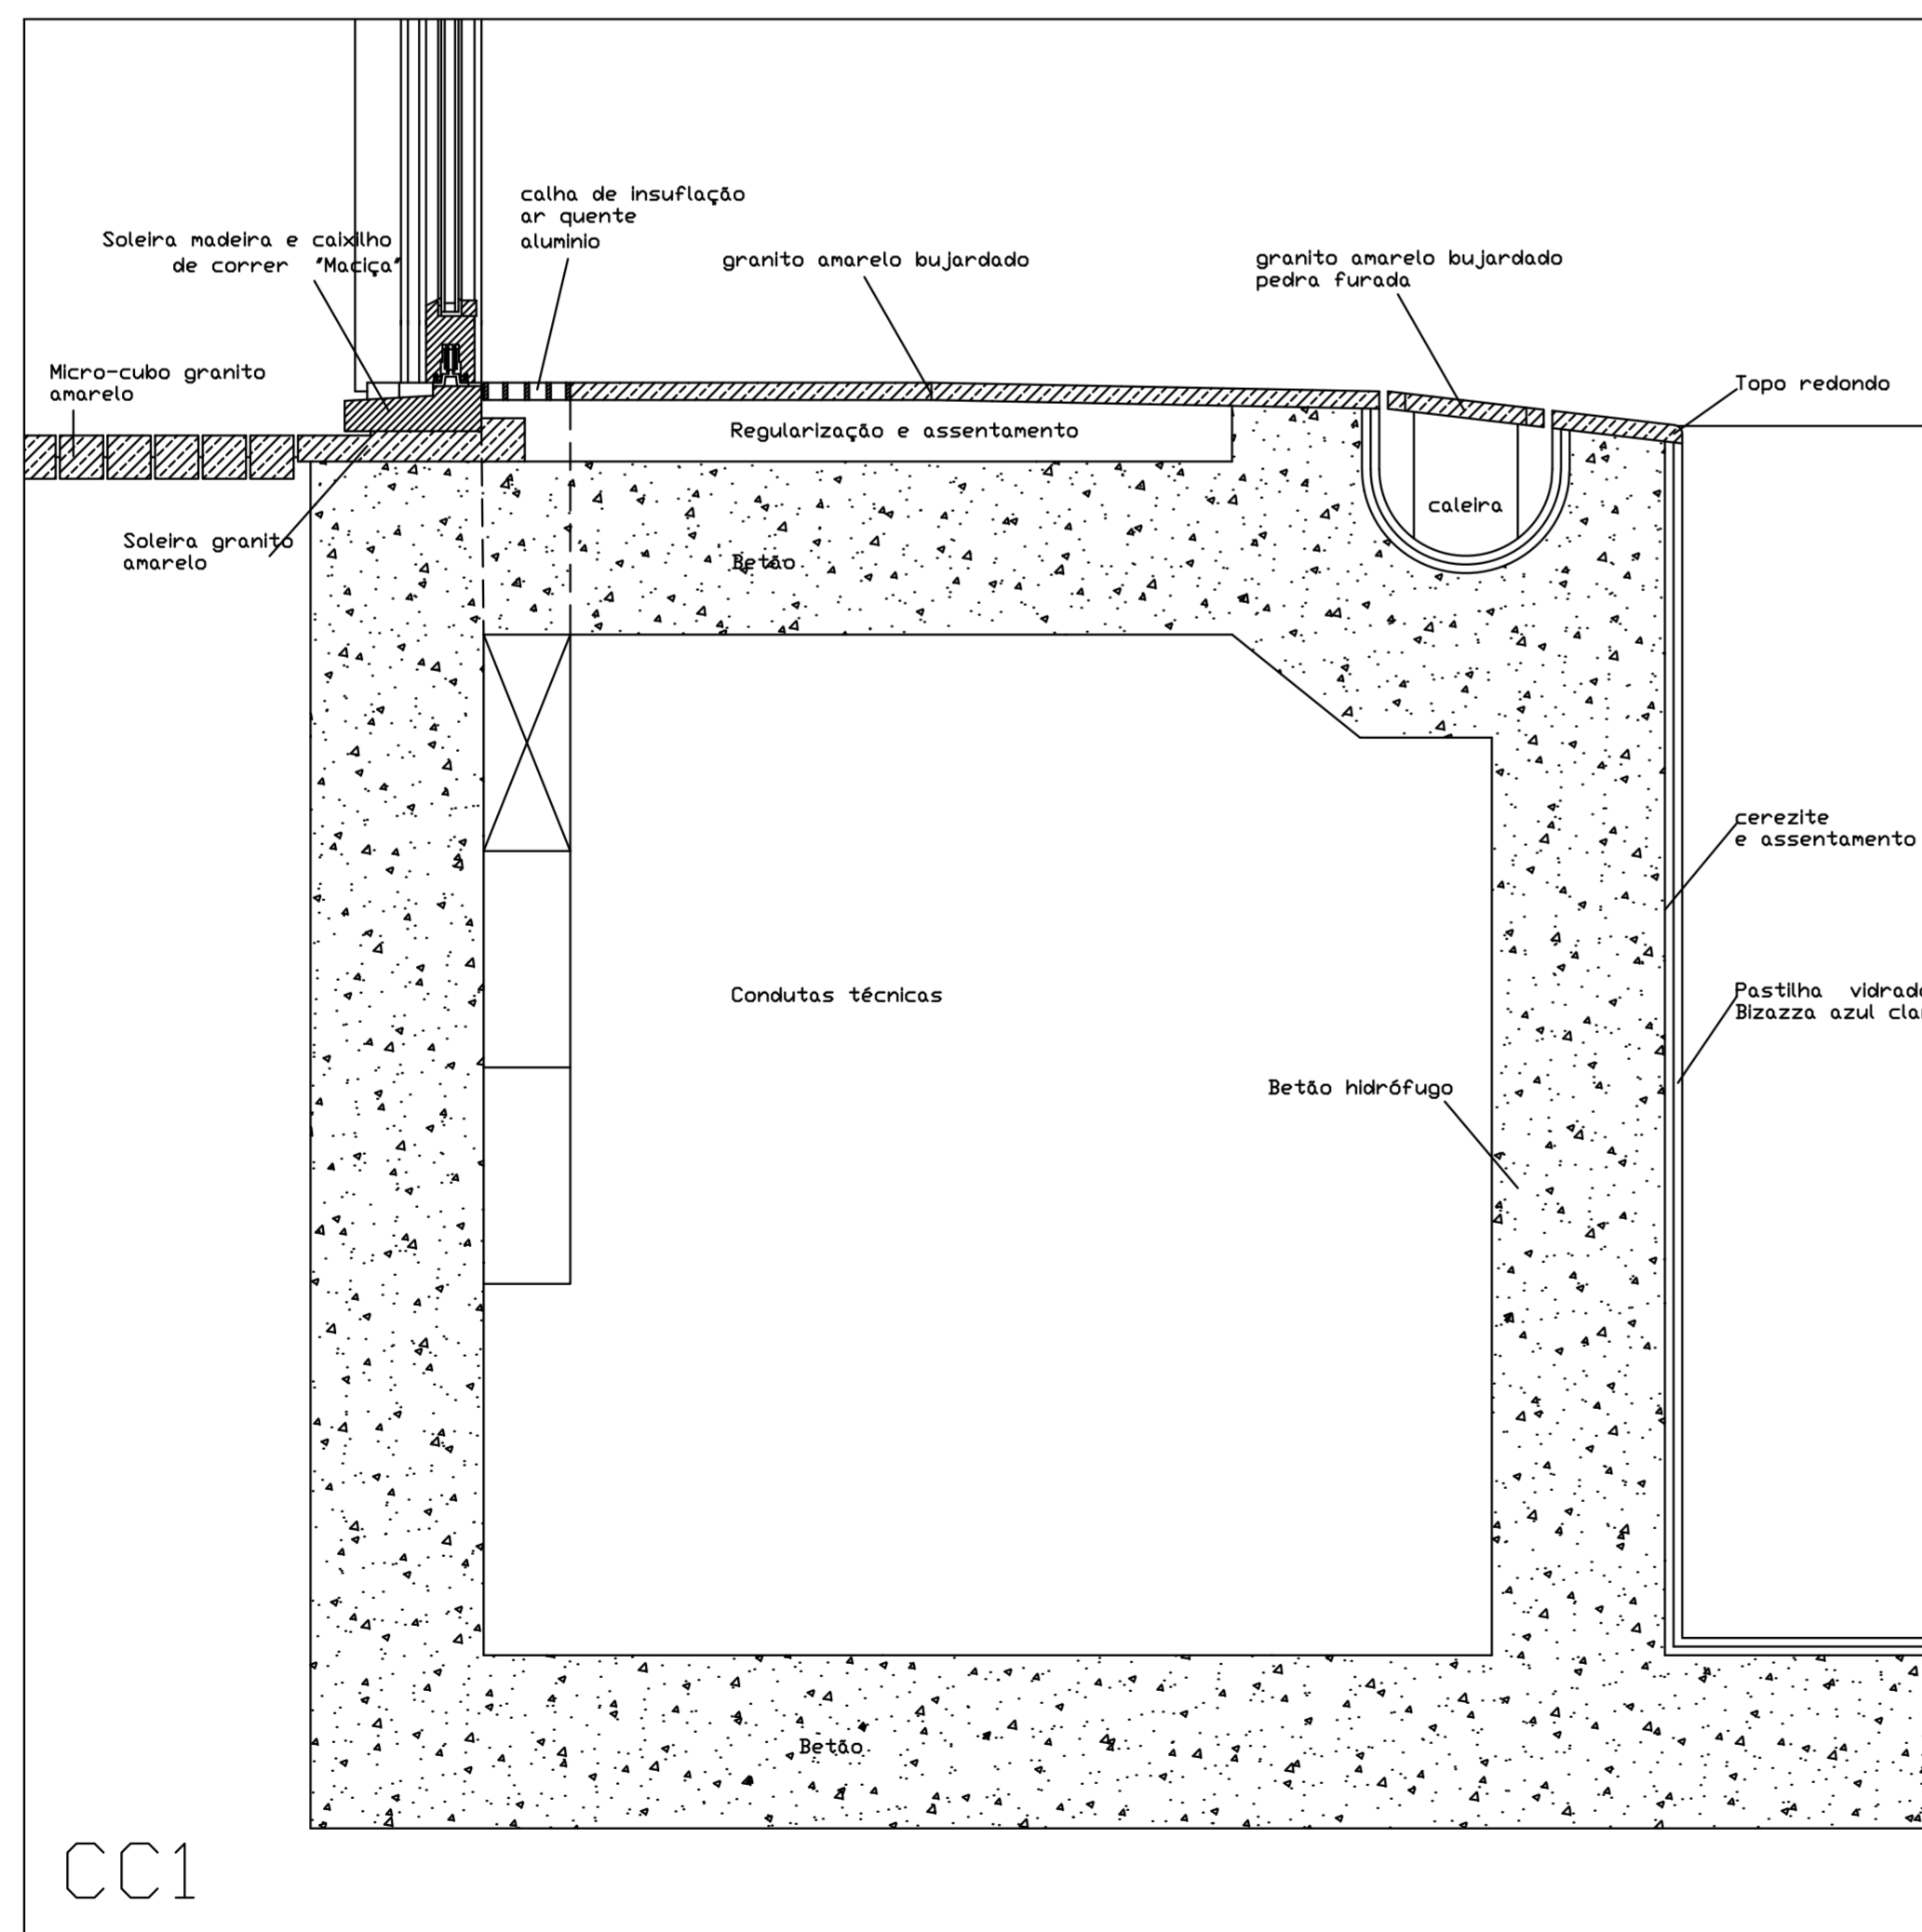 calha de insuflação
ar quente
aluminio
Soleira madeira e caixilho
de correr "Maciça"
granito amarelo bujardado
granito amarelo bujardado
pedra furada
Micro-cubo granito
amarelo
Topo redondo
Regularização e assentamento
caleira
Soleira granito
amarelo
Betão
cerezite
e assentamento
Condutas técnicas
Pastilha vidrad
Bizazza azul cla
Betão hidrófugo
Betão
CC1